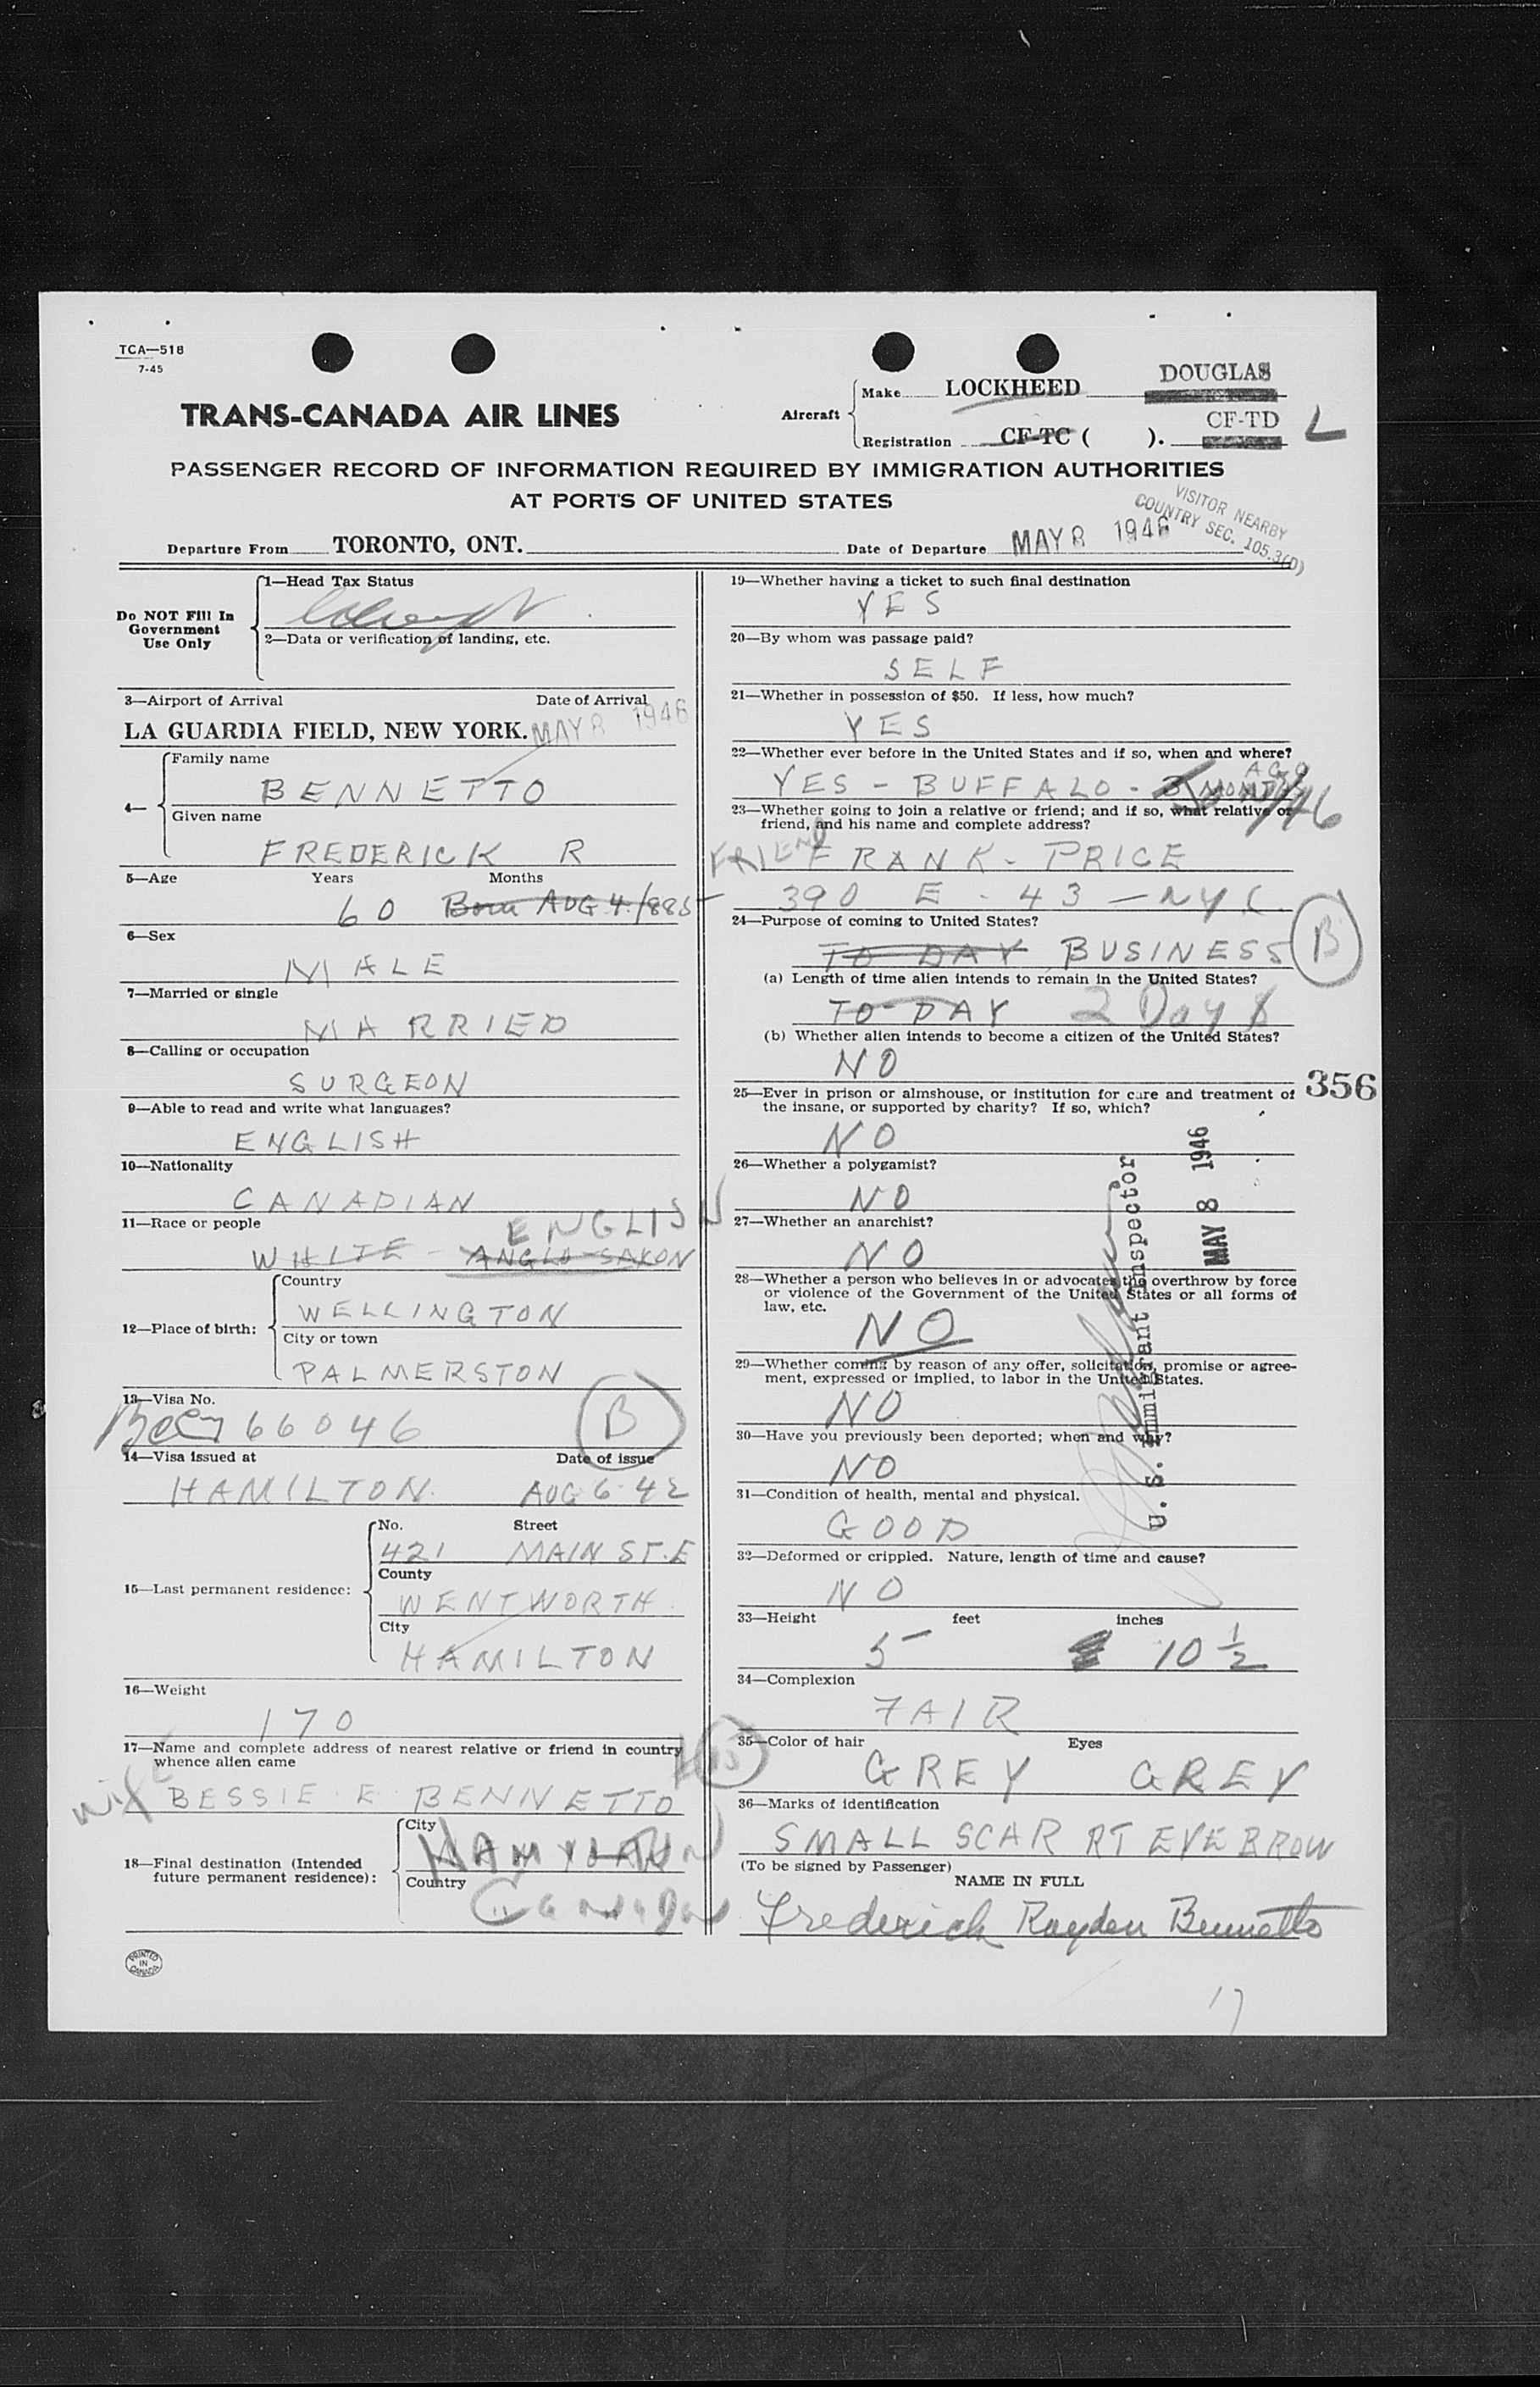 TCA—518
7-45
TRANS-CANADA AIR LINES
Aircraft
Make LOCKHEED DOUGLAS
Registration CF-TC ( ). CF-TD L
PASSENGER RECORD OF INFORMATION REQUIRED BY IMMIGRATION AUTHORITIES
AT PORTS OF UNITED STATES
VISITOR NEARBY
COUNTRY SEC. 105.3(D)
Departure From TORONTO, ONT. Date of Departure MAY 8 1946
Do NOT Fill In
Government
Use Only
1—Head Tax Status
2—Data or verification of landing, etc.
3—Airport of Arrival Date of Arrival
LA GUARDIA FIELD, NEW YORK. MAY 8 1946
4—
Family name
BENNETTO
Given name
FREDERICK R
5—Age Years Months
60 Born AUG 4/1885
6—Sex
MALE
7—Married or single
MARRIED
8—Calling or occupation
SURGEON
9—Able to read and write what languages?
ENGLISH
10—Nationality
CANADIAN
11—Race or people
ENGLISH
WHITE - ANGLO-SAXON
12—Place of birth:
Country
WELLINGTON
City or town
PALMERSTON
13—Visa No.
66046 B
14—Visa issued at Date of issue
HAMILTON. AUG 6 42
15—Last permanent residence:
No. Street
421 MAIN ST. E
County
WENTWORTH
City
HAMILTON
16—Weight
170
17—Name and complete address of nearest relative or friend in country
whence alien came
wife BESSIE E BENNETTO
18—Final destination (Intended
future permanent residence):
City
HAMILTON
Country
Canada
PRINTED
IN
CANADA
19—Whether having a ticket to such final destination
YES
20—By whom was passage paid?
SELF
21—Whether in possession of $50. If less, how much?
YES
22—Whether ever before in the United States and if so, when and where?
YES - BUFFALO - 3 MONTHS AGO
23—Whether going to join a relative or friend; and if so, what relative or
friend, and his name and complete address?
FRIEND FRANK - PRICE
390 E - 43 — NYC
24—Purpose of coming to United States?
TO DAY BUSINESS B
(a) Length of time alien intends to remain in the United States?
TO-DAY 2 Days
(b) Whether alien intends to become a citizen of the United States?
NO
25—Ever in prison or almshouse, or institution for care and treatment of
the insane, or supported by charity? If so, which?
356
NO
26—Whether a polygamist?
NO
27—Whether an anarchist?
NO
28—Whether a person who believes in or advocates the overthrow by force
or violence of the Government of the United States or all forms of
law, etc.
NO
29—Whether coming by reason of any offer, solicitation, promise or agree-
ment, expressed or implied, to labor in the United States.
NO
30—Have you previously been deported; when and why?
NO
U. S. Immigrant Inspector
MAY 8 1946
31—Condition of health, mental and physical.
GOOD
32—Deformed or crippled. Nature, length of time and cause?
NO
33—Height feet inches
5 10 1/2
34—Complexion
FAIR
35—Color of hair Eyes
GREY GREY
36—Marks of identification
SMALL SCAR RT EYEBROW
(To be signed by Passenger)
NAME IN FULL
Frederick Royden Bennetto
17